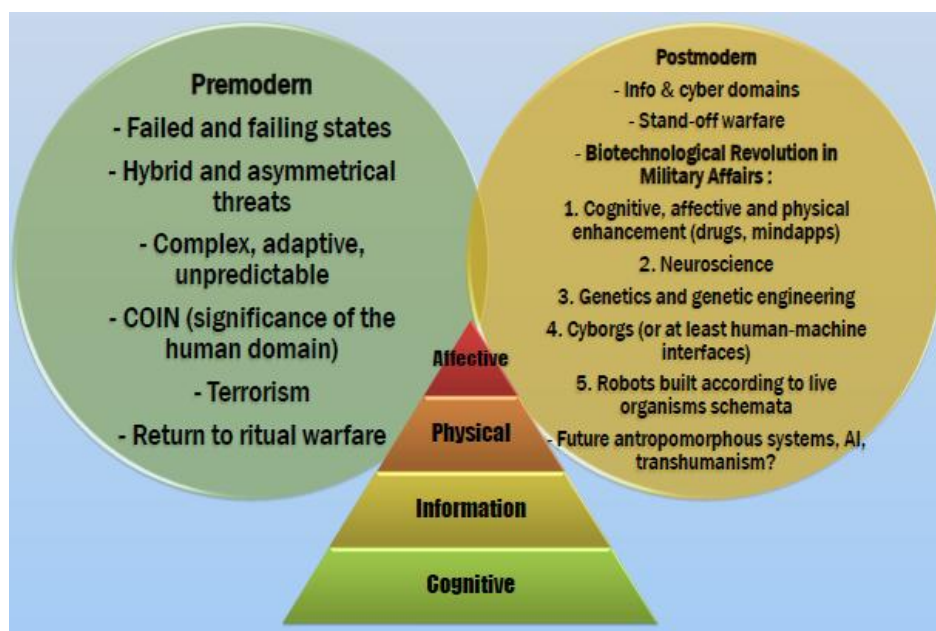 Premodern
- Failed and failing states
- Hybrid and asymmetrical
threats
- Complex, adaptive,
unpredictable
- COIN (significance of the
human domain)
- Terrorism
- Return to ritual warfare
Postmodern
- Info & cyber domains
- Stand-off warfare
- Biotechnological Revolution in
Military Affairs :
1. Cognitive, affective and physical
enhancement (drugs, mindapps)
2. Neuroscience
3. Genetics and genetic engineering
4. Cyborgs (or at least human-machine
interfaces)
5. Robots built according to live
organisms schemata
- Future antropomorphous systems, AI,
transhumanism?
Affective
Physical
Information
Cognitive